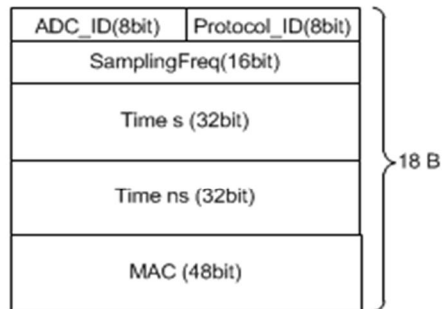 ADC_ID(8bit) Protocol_ID(8bit)
SamplingFreq(16bit)
Time s (32bit)
18 B
Time ns (32bit)
MAC (48bit)